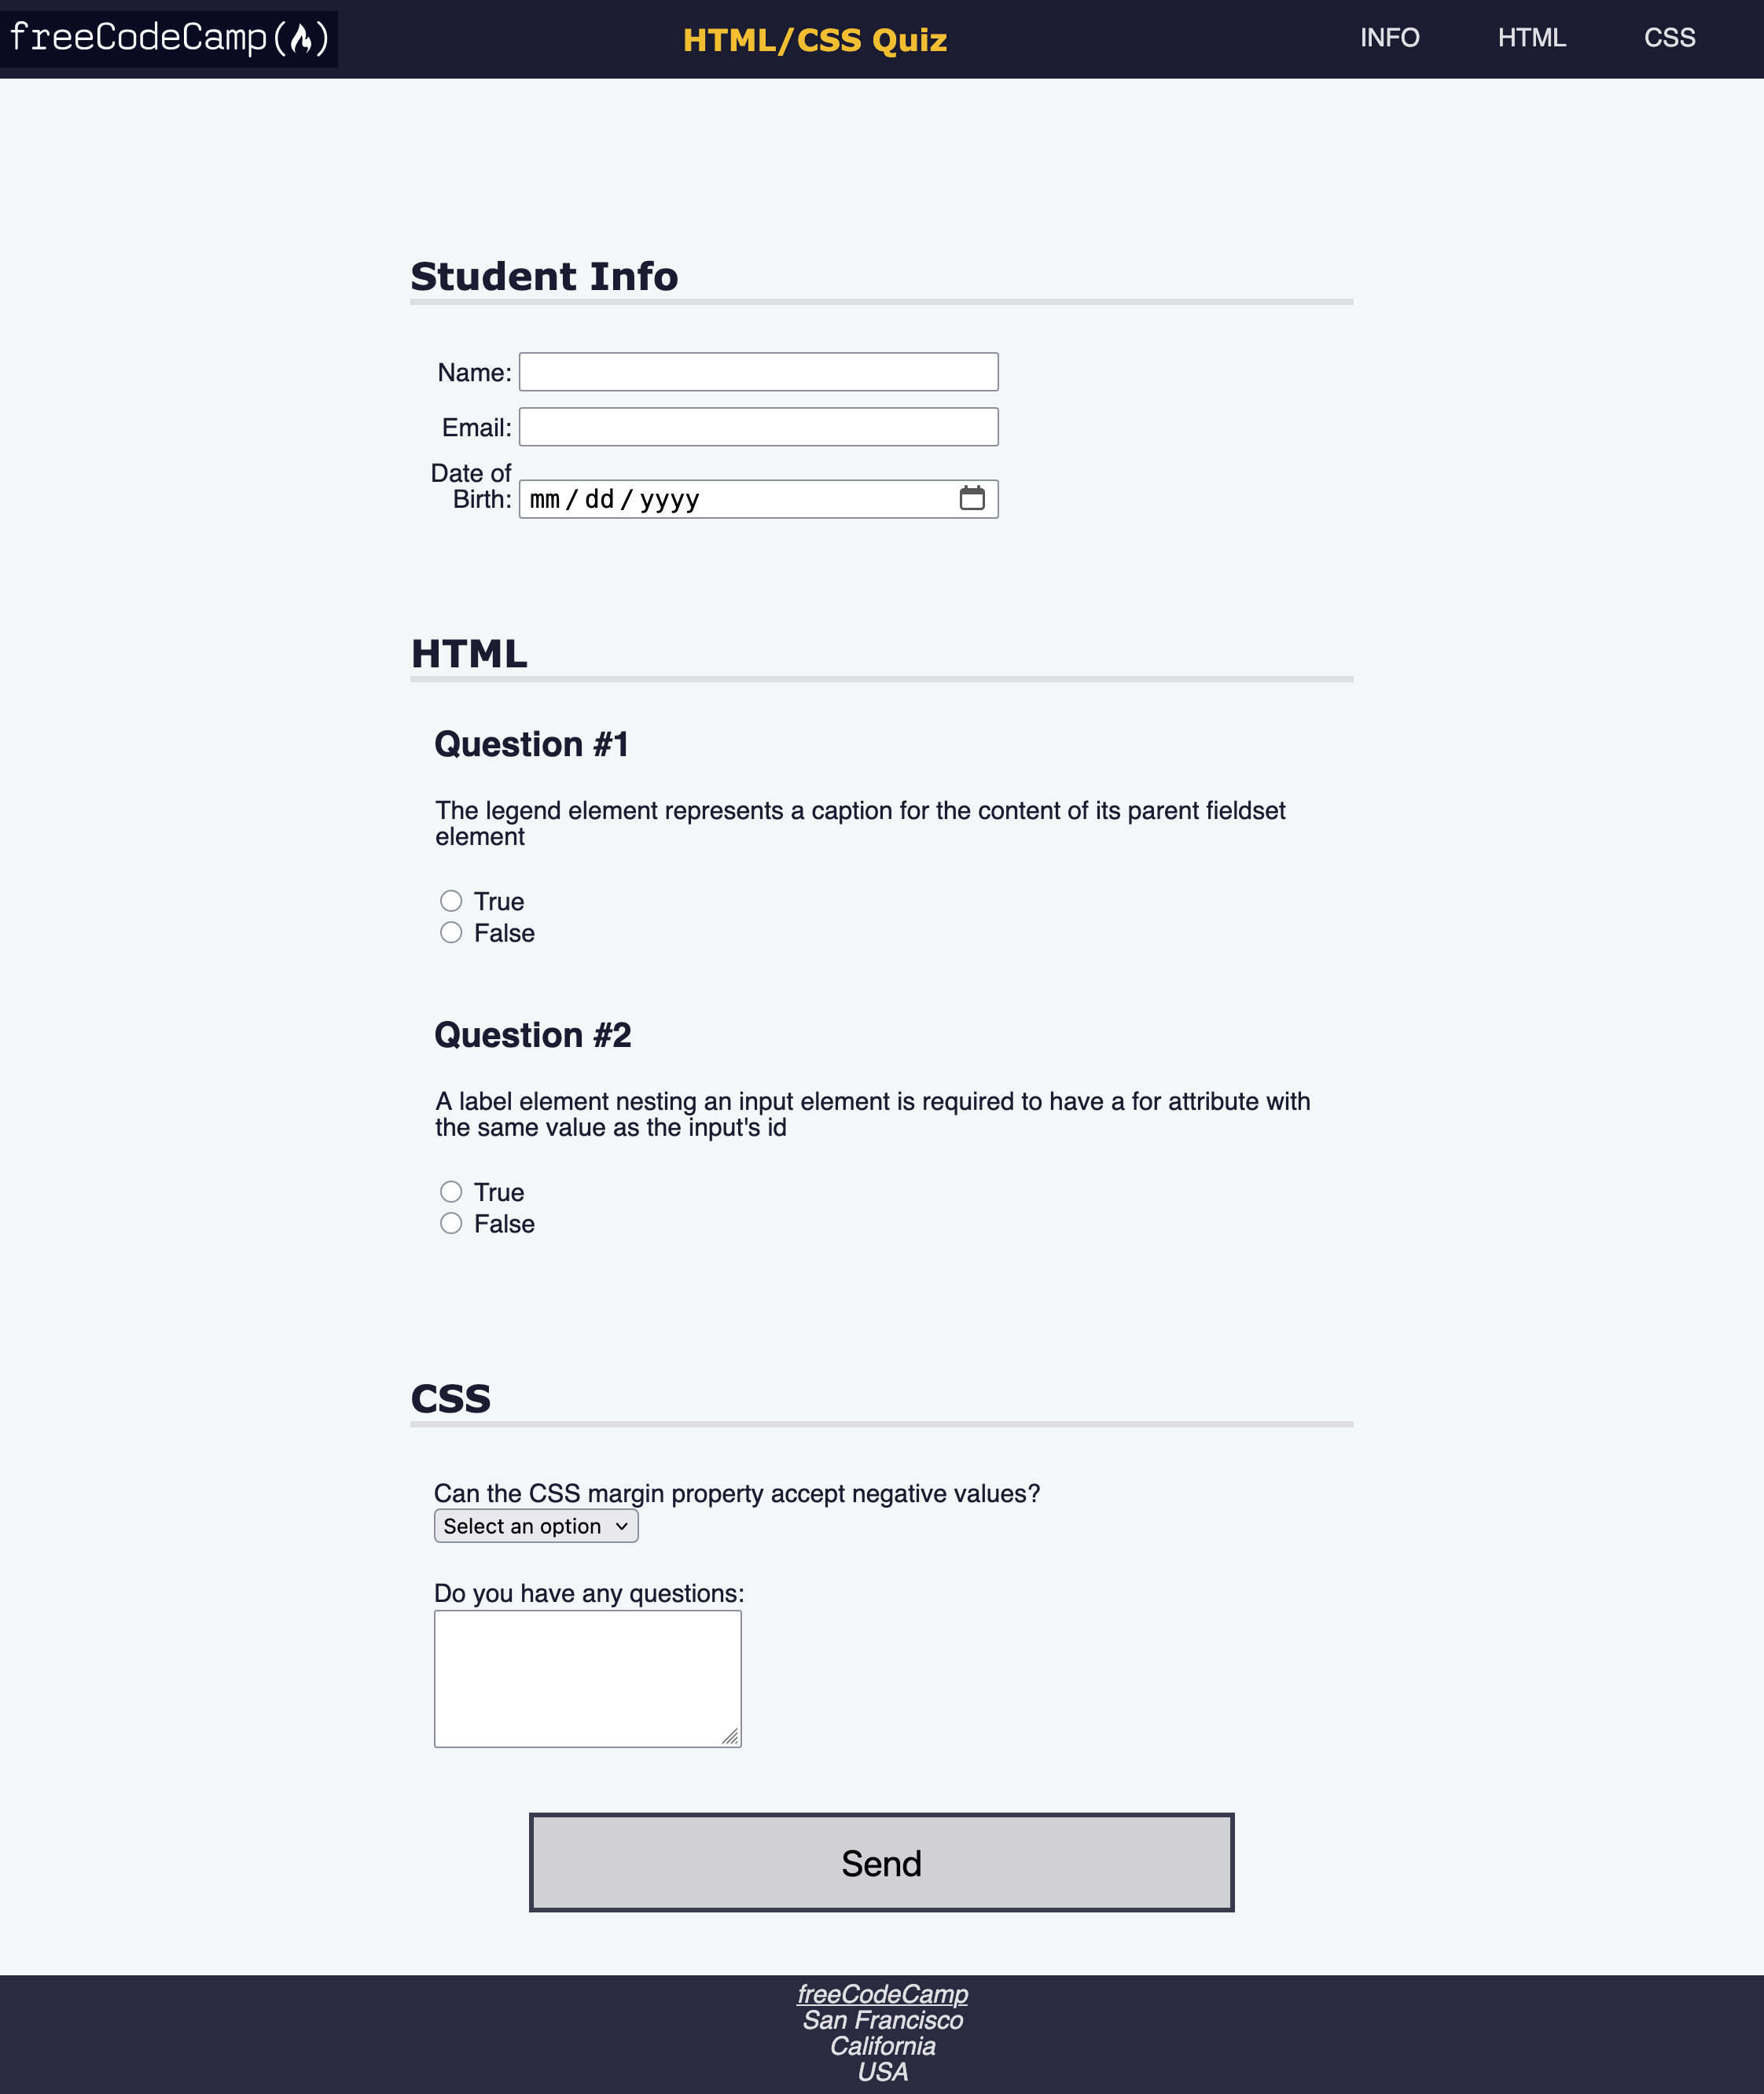 freeCodeCamp(🔥)
HTML/CSS Quiz
INFO
HTML
CSS
Student Info
Name:
Email:
Date of
Birth:
mm/dd/yyyy
HTML
Question #1
The legend element represents a caption for the content of its parent fieldset
element
True
False
Question #2
A label element nesting an input element is required to have a for attribute with
the same value as the input's id
True
False
CSS
Can the CSS margin property accept negative values?
Select an option
Do you have any questions:
Send
freeCodeCamp
San Francisco
California
USA